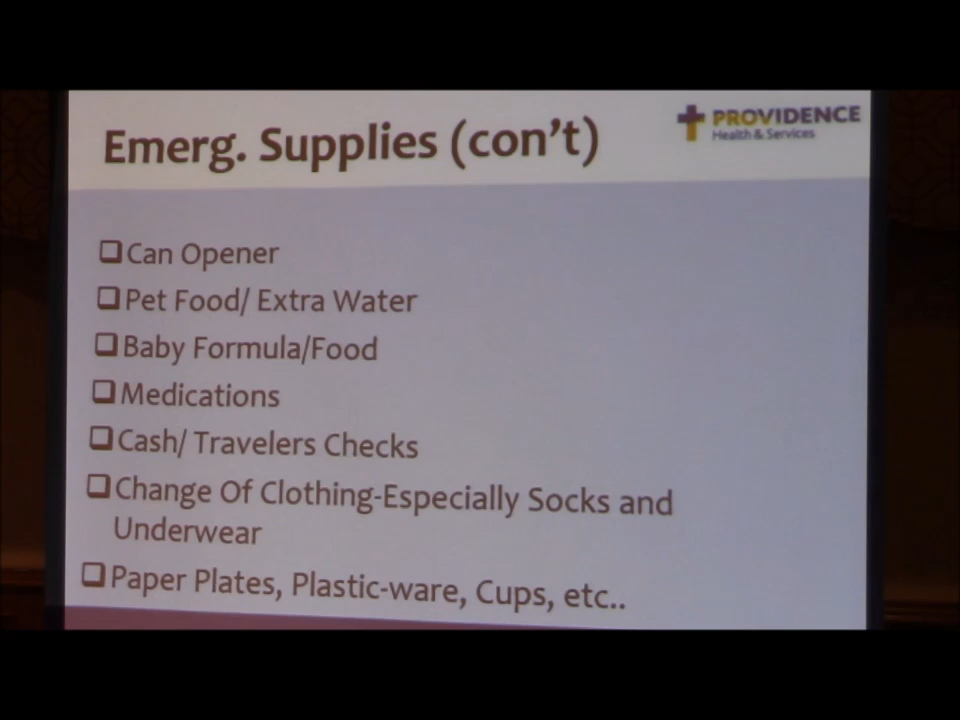 Emerg. Supplies (con't)
PROVIDENCE
Health & Services
❑Can Opener
❑Pet Food/ Extra Water
❑Baby Formula/Food
❑Medications
❑Cash/ Travelers Checks
❑Change Of Clothing-Especially Socks and
Underwear
❑Paper Plates, Plastic-ware, Cups, etc..